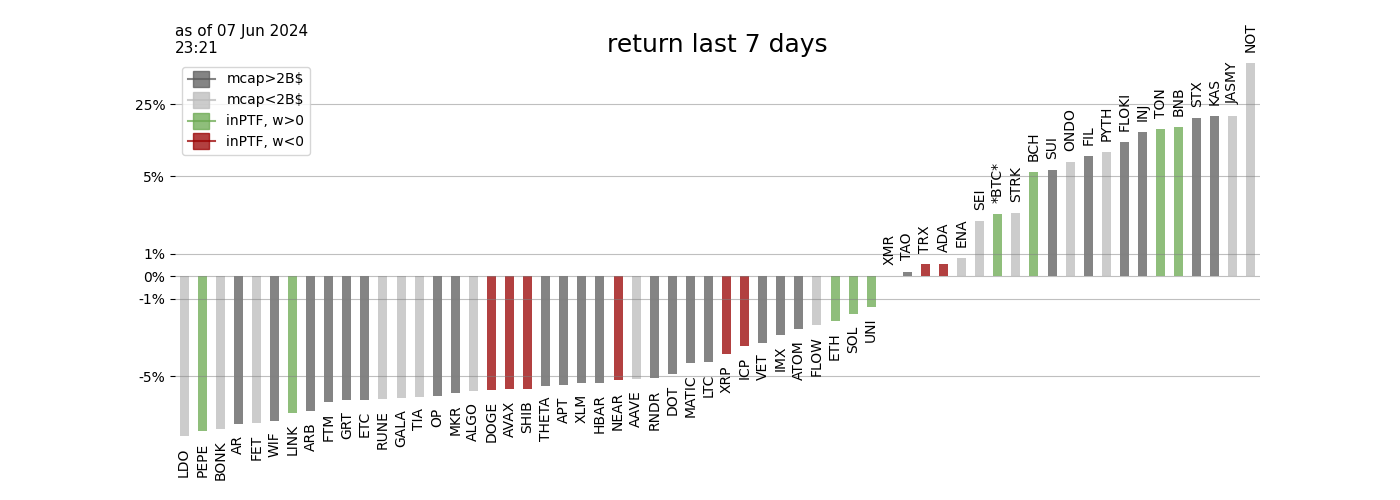 as of 07 Jun 2024
23:21
return last 7 days
mcap>2B$
mcap<2B$
inPTF, w>0
inPTF, w<0
25%
5%
1%
0%
-1%
-5%
LDO
PEPE
BONK
AR
FET
WIF
LINK
ARB
FTM
GRT
ETC
RUNE
GALA
TIA
OP
MKR
ALGO
DOGE
AVAX
SHIB
THETA
APT
XLM
HBAR
NEAR
AAVE
RNDR
DOT
MATIC
LTC
XRP
ICP
VET
IMX
ATOM
FLOW
ETH
SOL
UNI
XMR
TAO
TRX
ADA
ENA
SEI
*BTC*
STRK
BCH
SUI
ONDO
FIL
PYTH
FLOKI
INJ
TON
BNB
STX
KAS
JASMY
NOT